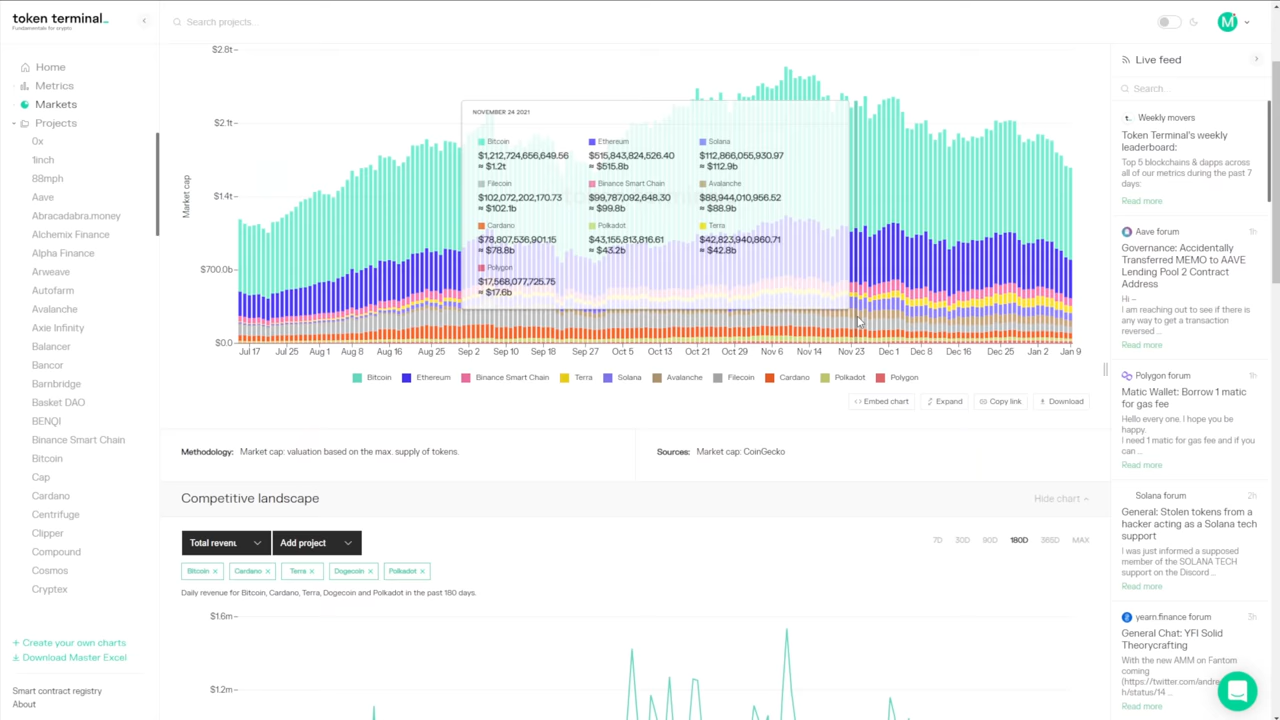 token terminal_
Fundamentals for crypto
Search projects...
M
Home
Metrics
Markets
Projects
0x
1inch
88mph
Aave
Abracadabra.money
Alchemix Finance
Alpha Finance
Arweave
Autofarm
Avalanche
Axie Infinity
Balancer
Bancor
Barnbridge
Basket DAO
BENQI
Binance Smart Chain
Bitcoin
Cap
Cardano
Centrifuge
Clipper
Compound
Cosmos
Cryptex
+ Create your own charts
Download Master Excel
Smart contract registry
About
$2.8t
$2.1t
$1.4t
$700.0b
$0.0
Market cap
NOVEMBER 24 2021
Bitcoin Ethereum Solana
$1,212,724,656,649.56 $515,843,824,526.40 $112,866,055,930.97
≈ $1.2t ≈ $515.8b ≈ $112.9b
Filecoin Binance Smart Chain Avalanche
$102,072,202,170.73 $99,787,092,648.30 $88,944,010,956.52
≈ $102.1b ≈ $99.8b ≈ $88.9b
Cardano Polkadot Terra
$78,807,536,901.15 $43,155,813,816.61 $42,823,940,860.71
≈ $78.8b ≈ $43.2b ≈ $42.8b
Polygon
$17,568,077,725.75
≈ $17.6b
Jul 17 Jul 25 Aug 1 Aug 8 Aug 16 Aug 25 Sep 2 Sep 10 Sep 18 Sep 27 Oct 5 Oct 13 Oct 21 Oct 29 Nov 6 Nov 14 Nov 23 Dec 1 Dec 8 Dec 16 Dec 25 Jan 2 Jan 9
Bitcoin Ethereum Binance Smart Chain Terra Solana Avalanche Filecoin Cardano Polkadot Polygon
<> Embed chart Expand Copy link Download
Methodology: Market cap: valuation based on the max. supply of tokens.
Sources: Market cap: CoinGecko
Competitive landscape
Hide chart
Total revenu
Add project
7D 30D 90D 180D 365D MAX
Bitcoin × Cardano × Terra × Dogecoin × Polkadot ×
Daily revenue for Bitcoin, Cardano, Terra, Dogecoin and Polkadot in the past 180 days.
$1.6m
$1.2m
Live feed
Search...
t. Weekly movers
Token Terminal's weekly
leaderboard:
Top 5 blockchains & dapps across
all of our metrics during the past 7
days:
Read more
Aave forum 1h
Governance: Accidentally
Transferred MEMO to AAVE
Lending Pool 2 Contract
Address
Hi –
I am reaching out to see if there is
any way to get a transaction
reversed ...
Read more
Polygon forum 1h
Matic Wallet: Borrow 1 matic
for gas fee
Hello every one. I hope you be
happy.
I need 1 matic for gas fee and if you
can ...
Read more
Solana forum 2h
General: Stolen tokens from a
hacker acting as a Solana tech
support
I was just informed a supposed
member of the SOLANA TECH
support on the Discord ...
Read more
yearn.finance forum 3h
General Chat: YFI Solid
Theorycrafting
With the new AMM on Fantom
coming
(https://twitter.com/andre
h/status/14 ...
Read more